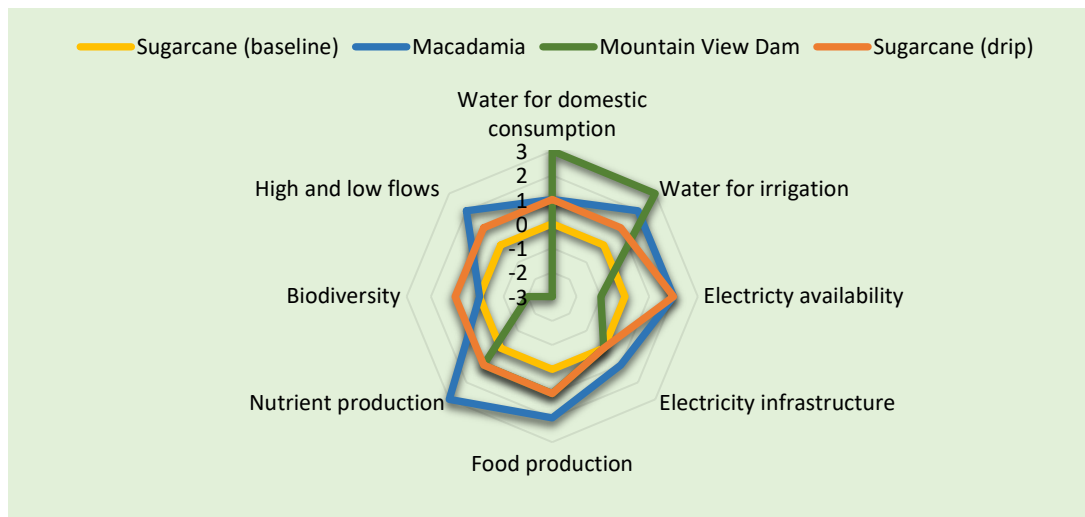 Sugarcane (baseline) Macadamia Mountain View Dam Sugarcane (drip)
Water for domestic
consumption
3
2
High and low flows
Water for irrigation
1
0
-1
-2
Biodiversity
-3
Electricty availability
Nutrient production
Electricity infrastructure
Food production